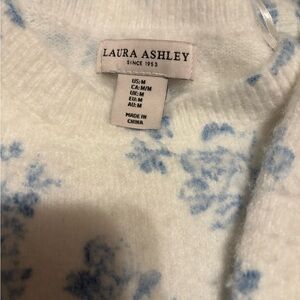 LAURA ASHLEY
SINCE 1953
US:M
CA:M/M
UK:M
EU:M
AU:M
MADE IN
CHINA